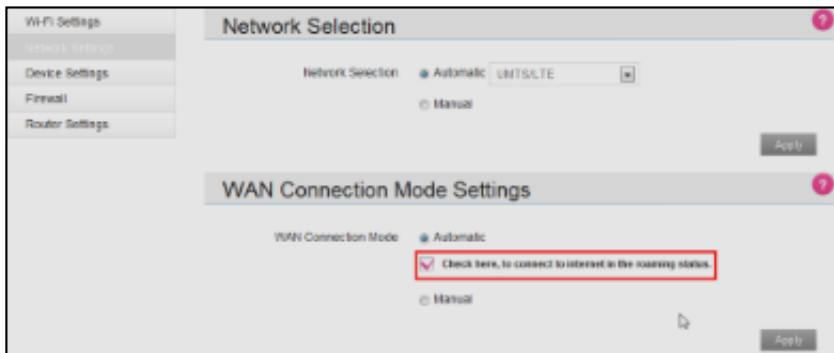 Wi-Fi Settings
Network Settings
Device Settings
Firewall
Router Settings
Network Selection
?
Network Selection
Automatic
UMTS/LTE
Manual
Apply
WAN Connection Mode Settings
?
WAN Connection Mode
Automatic
Check here, to connect to internet in the roaming status.
Manual
Apply